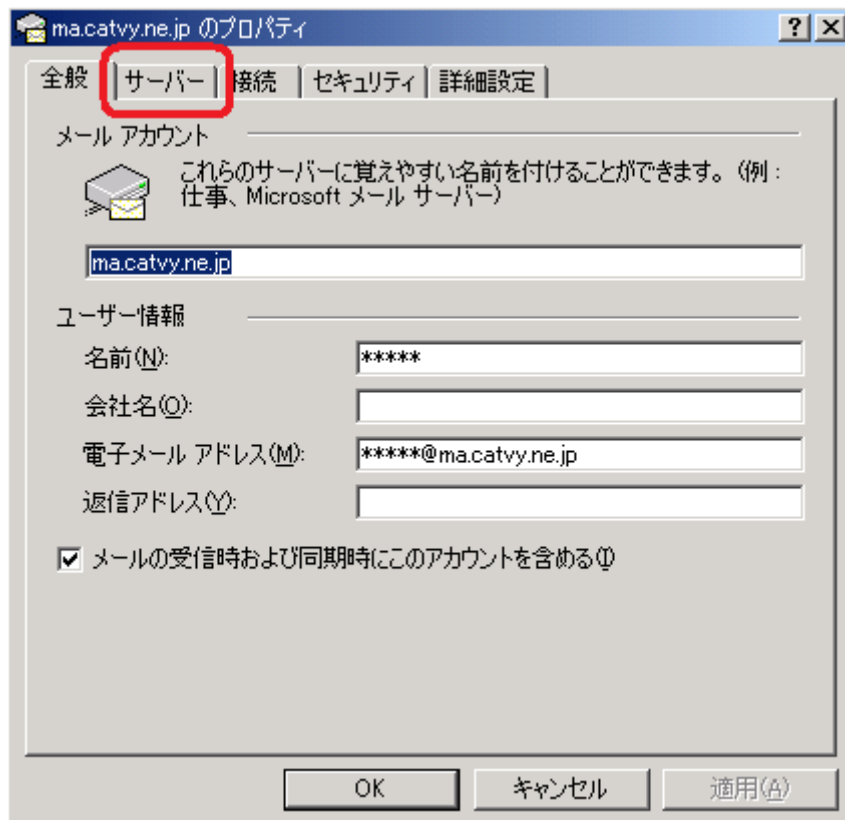 ma.catvy.ne.jp のプロパティ
全般 サーバー 接続 セキュリティ 詳細設定
メール アカウント
これらのサーバーに覚えやすい名前を付けることができます。(例:
仕事、Microsoft メール サーバー)
ma.catvy.ne.jp
ユーザー情報
名前(N): *****
会社名(O):
電子メール アドレス(M): *****@ma.catvy.ne.jp
返信アドレス(Y):
メールの受信時および同期時にこのアカウントを含める(I)
OK キャンセル 適用(A)